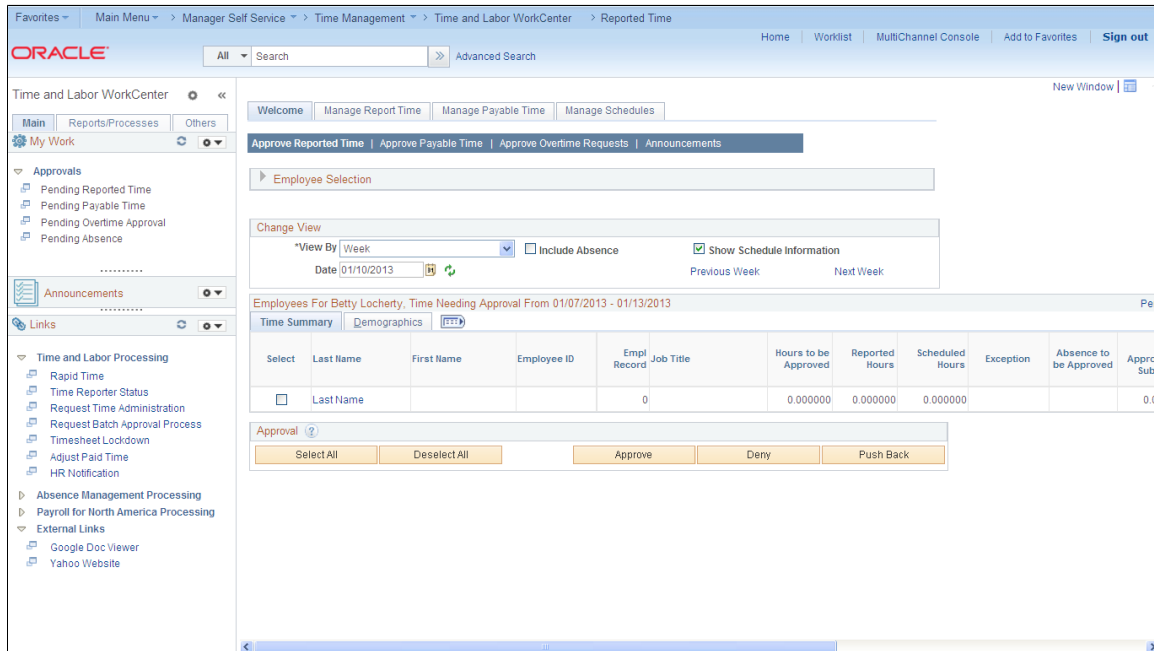 Favorites Main Menu > Manager Self Service > Time Management > Time and Labor WorkCenter > Reported Time
Home Worklist MultiChannel Console Add to Favorites Sign out
ORACLE
All Search >> Advanced Search
New Window
Time and Labor WorkCenter «
Main Reports/Processes Others
My Work
Approvals
Pending Reported Time
Pending Payable Time
Pending Overtime Approval
Pending Absence
Announcements
Links
Time and Labor Processing
Rapid Time
Time Reporter Status
Request Time Administration
Request Batch Approval Process
Timesheet Lockdown
Adjust Paid Time
HR Notification
Absence Management Processing
Payroll for North America Processing
External Links
Google Doc Viewer
Yahoo Website
Welcome Manage Report Time Manage Payable Time Manage Schedules
Approve Reported Time | Approve Payable Time | Approve Overtime Requests | Announcements
Employee Selection
Change View
*View By Week Include Absence Show Schedule Information
Date 01/10/2013 Previous Week Next Week
Employees For Betty Locherty, Time Needing Approval From 01/07/2013 - 01/13/2013 Pe
Time Summary Demographics
Select Last Name First Name Employee ID Empl Record Job Title Hours to be Approved Reported Hours Scheduled Hours Exception Absence to be Approved Appro Sub
Last Name 0 0.000000 0.000000 0.000000 0.0
Approval ?
Select All Deselect All Approve Deny Push Back